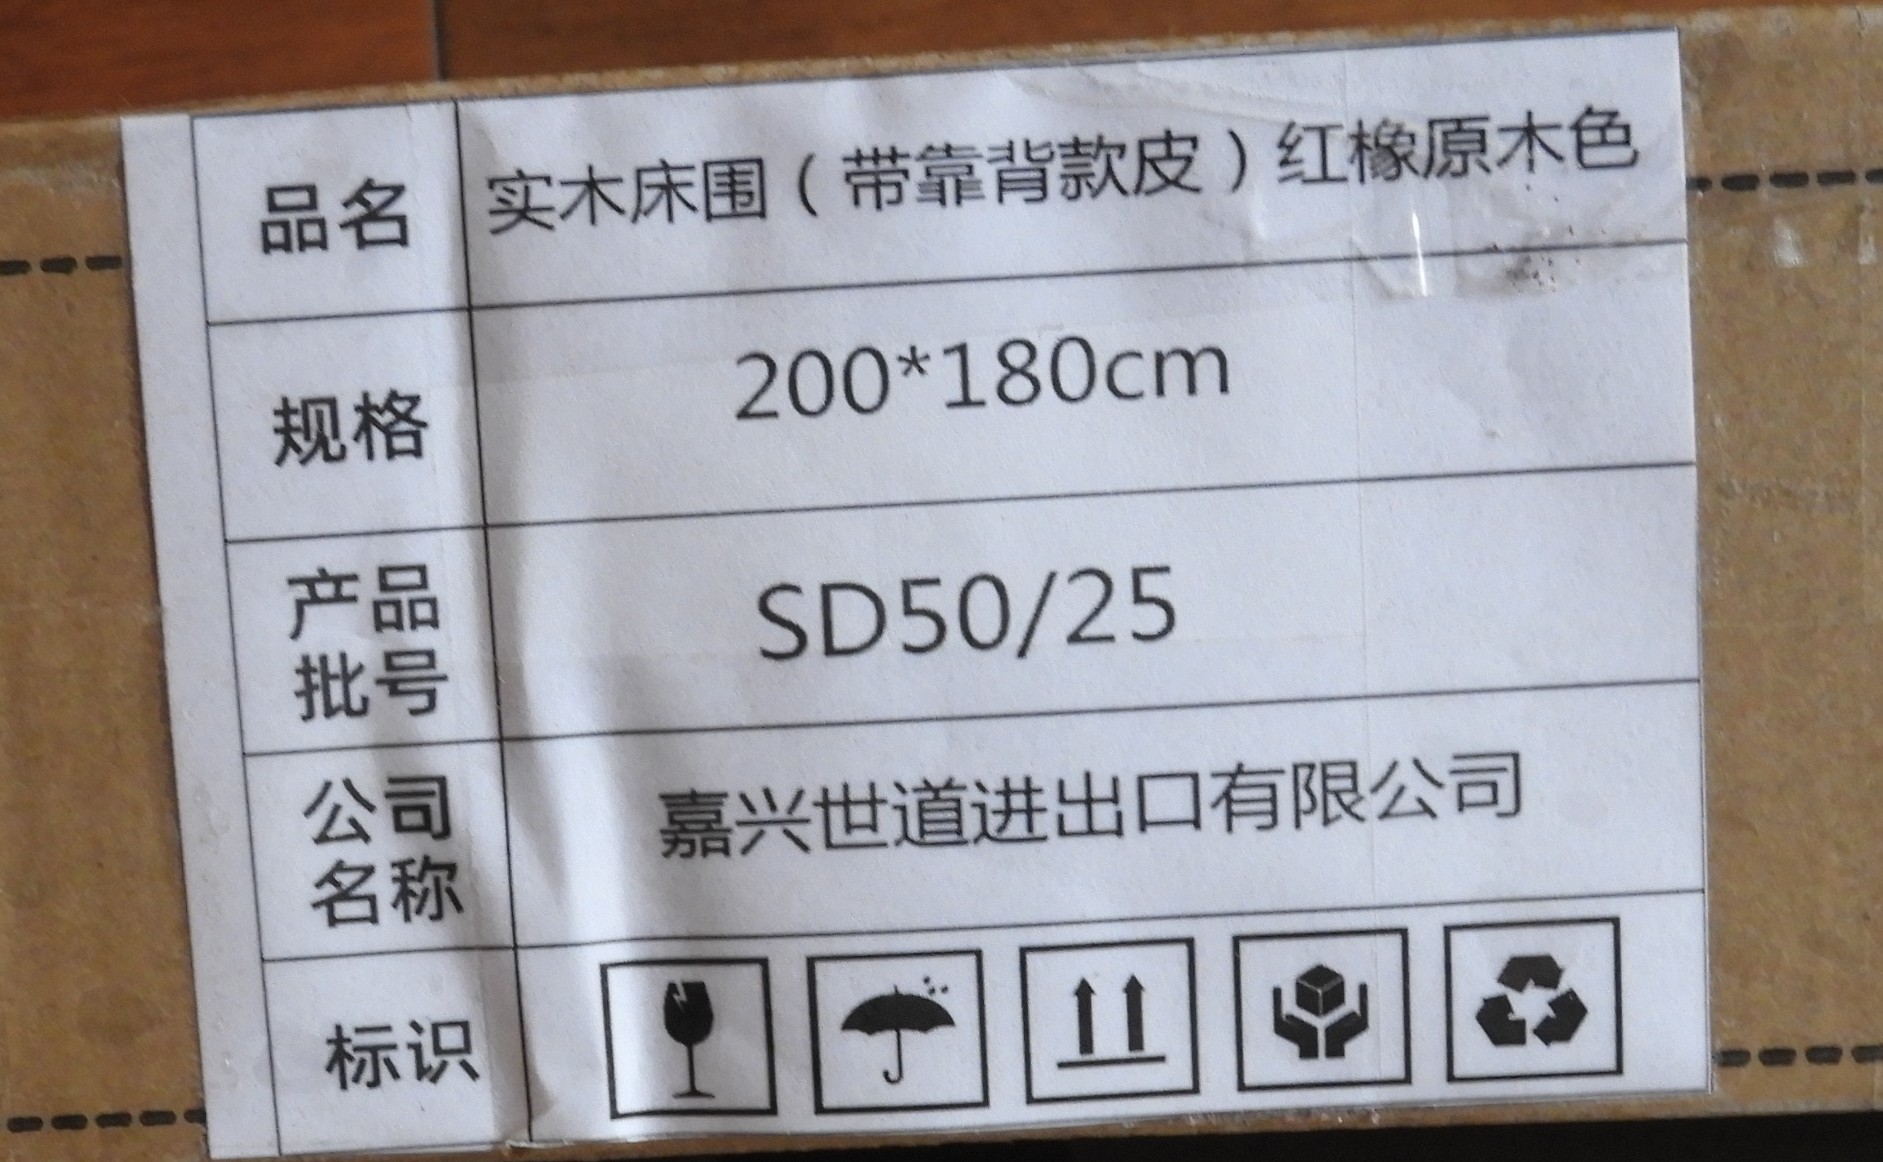 品名 实木床围（带靠背款皮）红橡原木色
规格 200*180cm
产品
批号 SD50/25
公司
名称 嘉兴世道进出口有限公司
标识